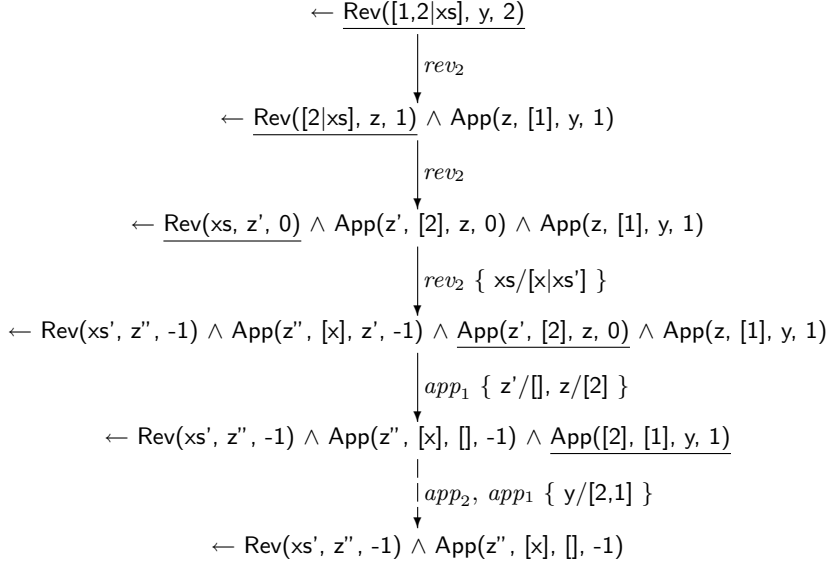 ← Rev([1,2|xs], y, 2)
rev₂
← Rev([2|xs], z, 1) ∧ App(z, [1], y, 1)
rev₂
← Rev(xs, z', 0) ∧ App(z', [2], z, 0) ∧ App(z, [1], y, 1)
rev₂ { xs/[x|xs'] }
← Rev(xs', z'', -1) ∧ App(z'', [x], z', -1) ∧ App(z', [2], z, 0) ∧ App(z, [1], y, 1)
app₁ { z'/[], z/[2] }
← Rev(xs', z'', -1) ∧ App(z'', [x], [], -1) ∧ App([2], [1], y, 1)
app₂, app₁ { y/[2,1] }
← Rev(xs', z'', -1) ∧ App(z'', [x], [], -1)